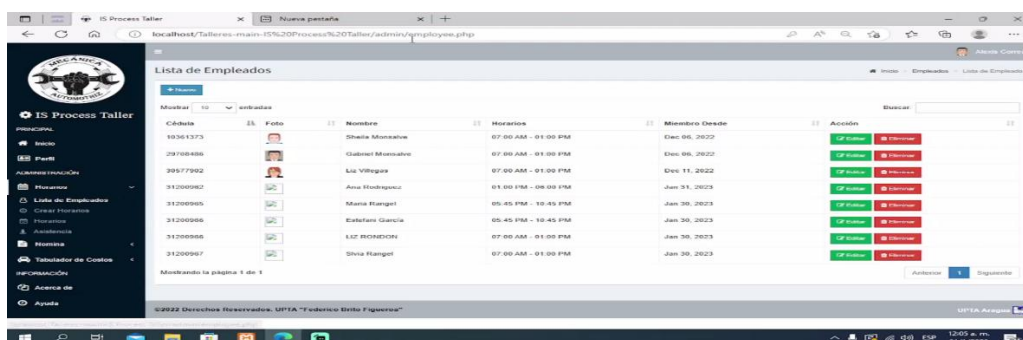 IS Process Taller
Nueva pestaña
localhost/Talleres-main-IS%20Process%20Taller/admin/employee.php
MECANICA
AUTOMOTRIZ
IS Process Taller
PRINCIPAL
Inicio
Perfil
ADMINISTRACIÓN
Horarios
Lista de Empleados
Crear Horarios
Horarios
Asistencia
Nomina
Tabulador de Costos
INFORMACIÓN
Acerca de
Ayuda
Lista de Empleados
Inicio Empleados Lista de Empleados
+ Nuevo
Mostrar 10 entradas
Buscar:
Cédula Foto Nombre Horarios Miembro Desde Acción
10361373 Sheila Monsalve 07:00 AM - 01:00 PM Dec 06, 2022 Editar Eliminar
29708486 Gabriel Monsalve 07:00 AM - 01:00 PM Dec 06, 2022 Editar Eliminar
30577902 Lia Villegas 07:00 AM - 01:00 PM Dec 11, 2022 Editar Eliminar
31200982 Ana Rodriguez 01:00 PM - 06:00 PM Jan 31, 2023 Editar Eliminar
31200965 Maria Rangel 05:45 PM - 10:45 PM Jan 30, 2023 Editar Eliminar
31200966 Estefani García 05:45 PM - 10:45 PM Jan 30, 2023 Editar Eliminar
31200966 LIZ RONDON 07:00 AM - 01:00 PM Jan 30, 2023 Editar Eliminar
31200967 Silvia Rangel 07:00 AM - 01:00 PM Jan 30, 2023 Editar Eliminar
Mostrando la página 1 de 1
Anterior 1 Siguiente
©2022 Derechos Reservados. UPTA "Federico Brito Figueroa"
UPTA Aragua
ESP
12:05 a. m.